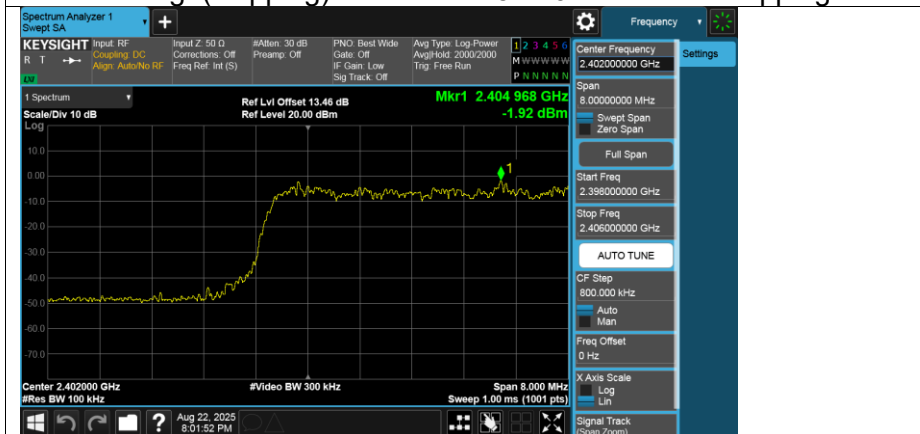 Spectrum Analyzer 1
Swept SA
+
Frequency
KEYSIGHT
R T
LW
Input: RF
Coupling: DC
Align: Auto/No RF
Input Z: 50 Ω
Corrections: Off
Freq Ref: Int (S)
#Atten: 30 dB
Preamp: Off
PNO: Best Wide
Gate: Off
IF Gain: Low
Sig Track: Off
Avg Type: Log-Power
Avg|Hold: 2000/2000
Trig: Free Run
1 2 3 4 5 6
M W W W W W
P N N N N N
1 Spectrum
Scale/Div 10 dB
Log
Ref Lvl Offset 13.46 dB
Ref Level 20.00 dBm
Mkr1 2.404 968 GHz
-1.92 dBm
1
10.0
0.00
-10.0
-20.0
-30.0
-40.0
-50.0
-60.0
-70.0
Center 2.402000 GHz
#Res BW 100 kHz
#Video BW 300 kHz
Span 8.000 MHz
Sweep 1.00 ms (1001 pts)
?
Aug 22, 2025
8:01:52 PM
Center Frequency
2.402000000 GHz
Span
8.00000000 MHz
Swept Span
Zero Span
Full Span
Start Freq
2.398000000 GHz
Stop Freq
2.406000000 GHz
AUTO TUNE
CF Step
800.000 kHz
Auto
Man
Freq Offset
0 Hz
X Axis Scale
Log
Lin
Signal Track
(Span Zoom)
Settings